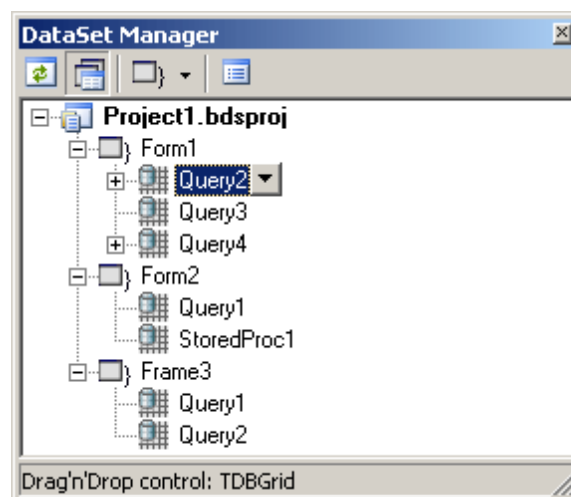 DataSet Manager
Project1.bdsproj
Form1
Query2
Query3
Query4
Form2
Query1
StoredProc1
Frame3
Query1
Query2
Drag'n'Drop control: TDBGrid